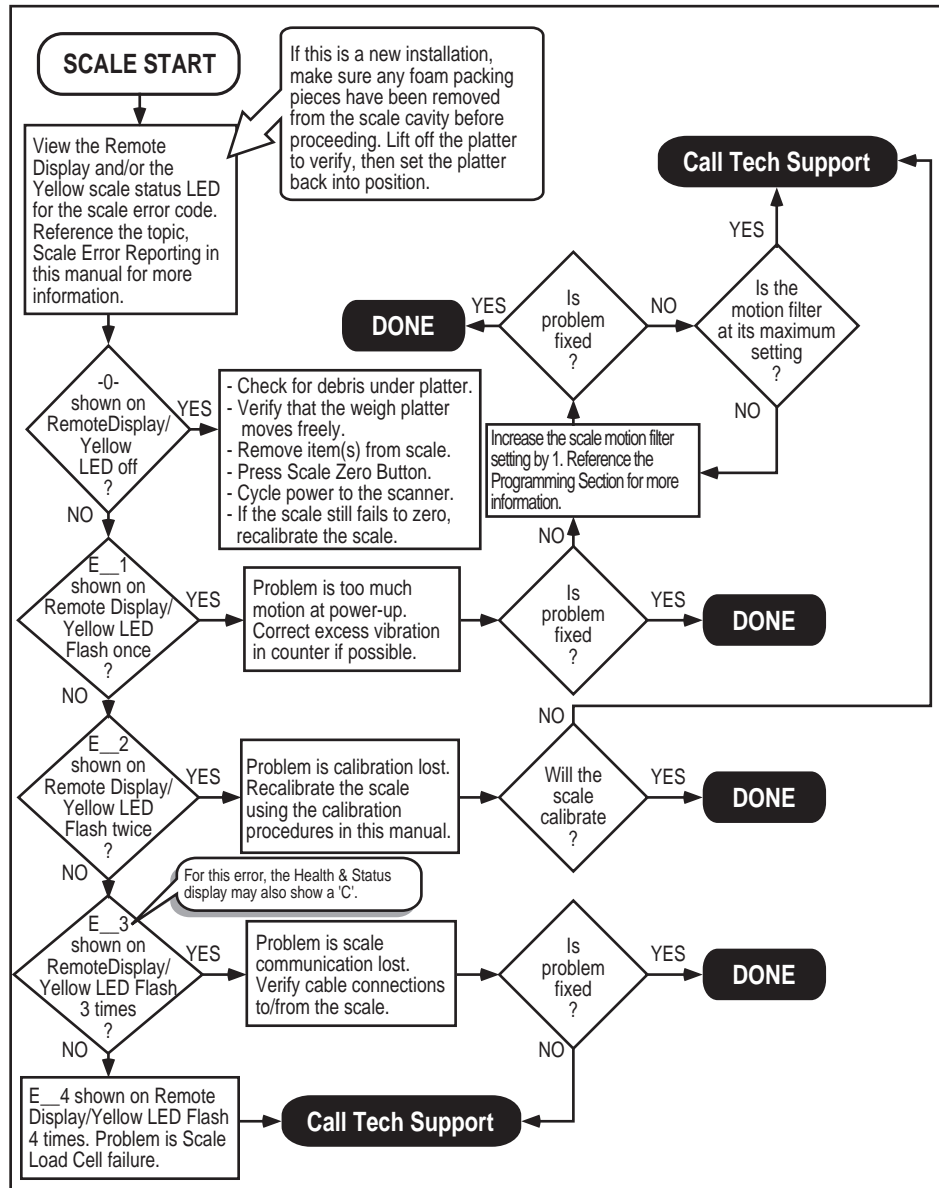 SCALE START
If this is a new installation,
make sure any foam packing
pieces have been removed
from the scale cavity before
proceeding. Lift off the platter
to verify, then set the platter
back into position.
View the Remote
Display and/or the
Yellow scale status LED
for the scale error code.
Reference the topic,
Scale Error Reporting in
this manual for more
information.
Call Tech Support
YES
Is the
motion filter
at its maximum
setting
?
NO
NO
Is
problem
fixed
?
YES
DONE
-0-
shown on
RemoteDisplay/
Yellow
LED off
?
YES
NO
- Check for debris under platter.
- Verify that the weigh platter
moves freely.
- Remove item(s) from scale.
- Press Scale Zero Button.
- Cycle power to the scanner.
- If the scale still fails to zero,
recalibrate the scale.
Increase the scale motion filter
setting by 1. Reference the
Programming Section for more
information.
NO
E__1
shown on
Remote Display/
Yellow LED
Flash once
?
YES
NO
Problem is too much
motion at power-up.
Correct excess vibration
in counter if possible.
Is
problem
fixed
?
YES
DONE
E__2
shown on
Remote Display/
Yellow LED
Flash twice
?
YES
NO
Problem is calibration lost.
Recalibrate the scale
using the calibration
procedures in this manual.
NO
Will the
scale
calibrate
?
YES
DONE
For this error, the Health & Status
display may also show a 'C'.
E__3
shown on
RemoteDisplay/
Yellow LED Flash
3 times
?
YES
NO
Problem is scale
communication lost.
Verify cable connections
to/from the scale.
Is
problem
fixed
?
YES
DONE
NO
E__4 shown on Remote
Display/Yellow LED Flash
4 times. Problem is Scale
Load Cell failure.
Call Tech Support